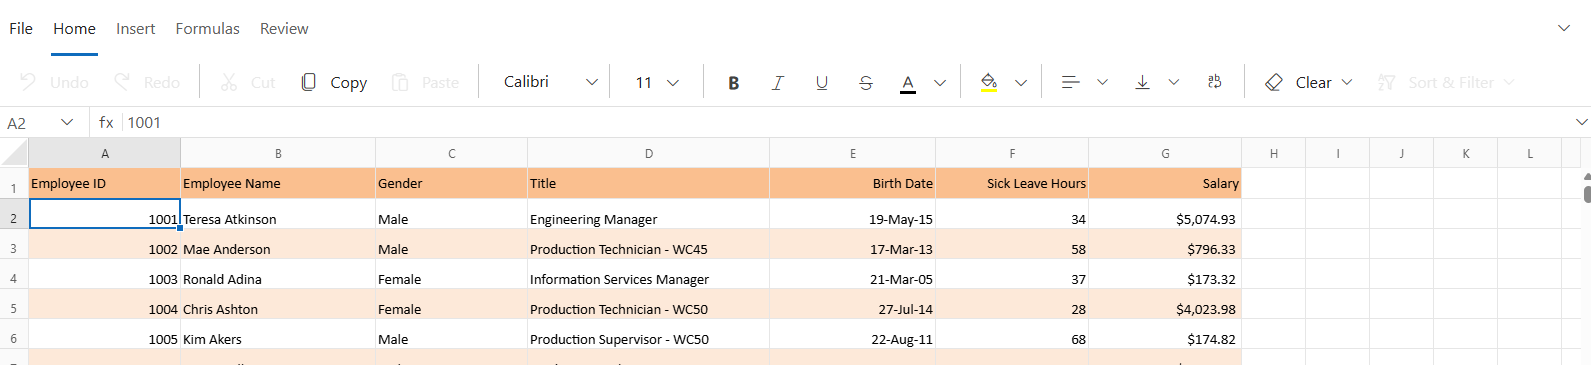 File Home Insert Formulas Review
Undo Redo Cut Copy Paste Calibri 11 B I U S A ab Clear Sort & Filter
A2 fx 1001
A B C D E F G H I J K L
1 Employee ID Employee Name Gender Title Birth Date Sick Leave Hours Salary
2 1001 Teresa Atkinson Male Engineering Manager 19-May-15 34 $5,074.93
3 1002 Mae Anderson Male Production Technician - WC45 17-Mar-13 58 $796.33
4 1003 Ronald Adina Female Information Services Manager 21-Mar-05 37 $173.32
5 1004 Chris Ashton Female Production Technician - WC50 27-Jul-14 28 $4,023.98
6 1005 Kim Akers Male Production Supervisor - WC50 22-Aug-11 68 $174.82